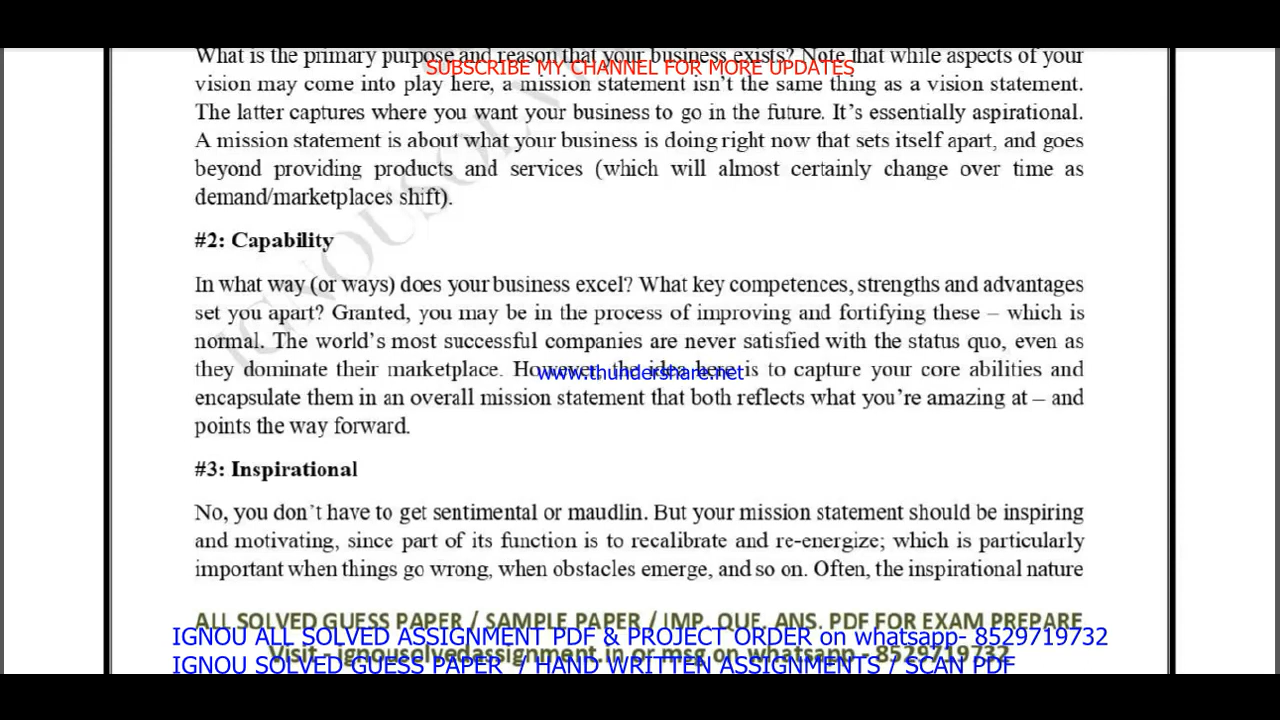 What is the primary purpose and reason that your business exists? Note that while aspects of your
SUBSCRIBE MY CHANNEL FOR MORE UPDATES
vision may come into play here, a mission statement isn't the same thing as a vision statement.
The latter captures where you want your business to go in the future. It's essentially aspirational.
A mission statement is about what your business is doing right now that sets itself apart, and goes
beyond providing products and services (which will almost certainly change over time as
demand/marketplaces shift).
IGNOUSOLV
#2: Capability
In what way (or ways) does your business excel? What key competences, strengths and advantages
set you apart? Granted, you may be in the process of improving and fortifying these – which is
normal. The world's most successful companies are never satisfied with the status quo, even as
they dominate their marketplace. However, the idea here is to capture your core abilities and
www.thundershare.net
encapsulate them in an overall mission statement that both reflects what you're amazing at – and
points the way forward.
#3: Inspirational
No, you don't have to get sentimental or maudlin. But your mission statement should be inspiring
and motivating, since part of its function is to recalibrate and re-energize; which is particularly
important when things go wrong, when obstacles emerge, and so on. Often, the inspirational nature
ALL SOLVED GUESS PAPER / SAMPLE PAPER / IMP. QUE. ANS. PDF FOR EXAM PREPARE
IGNOU ALL SOLVED ASSIGNMENT PDF & PROJECT ORDER on whatsapp- 8529719732
Visit - ignousolvedassignment.in or msg on whatsapp - 8529719732
IGNOU SOLVED GUESS PAPER / HAND WRITTEN ASSIGNMENTS / SCAN PDF